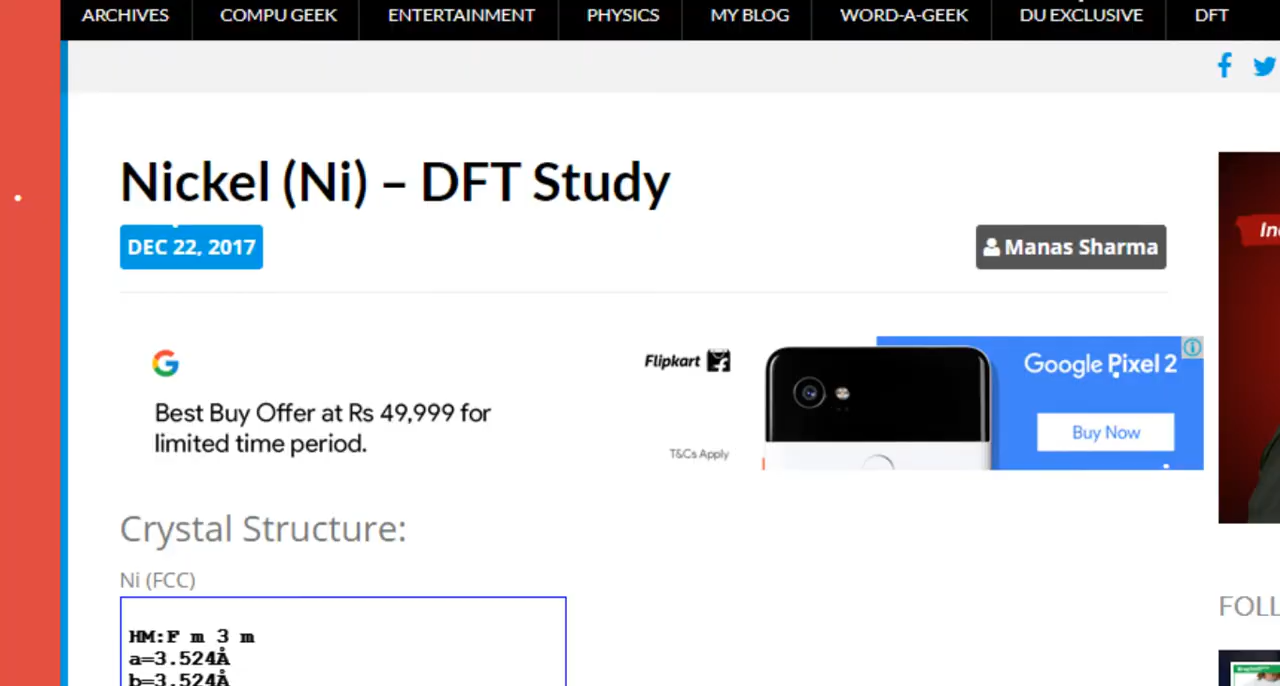 ARCHIVES COMPU GEEK ENTERTAINMENT PHYSICS MY BLOG WORD-A-GEEK DU EXCLUSIVE DFT
Nickel (Ni) – DFT Study
DEC 22, 2017
Manas Sharma
Best Buy Offer at Rs 49,999 for
limited time period.
Flipkart
T&Cs Apply
Google Pixel 2
Buy Now
Crystal Structure:
Ni (FCC)
HM:F m 3 m
a=3.524Å
b=3.524Å